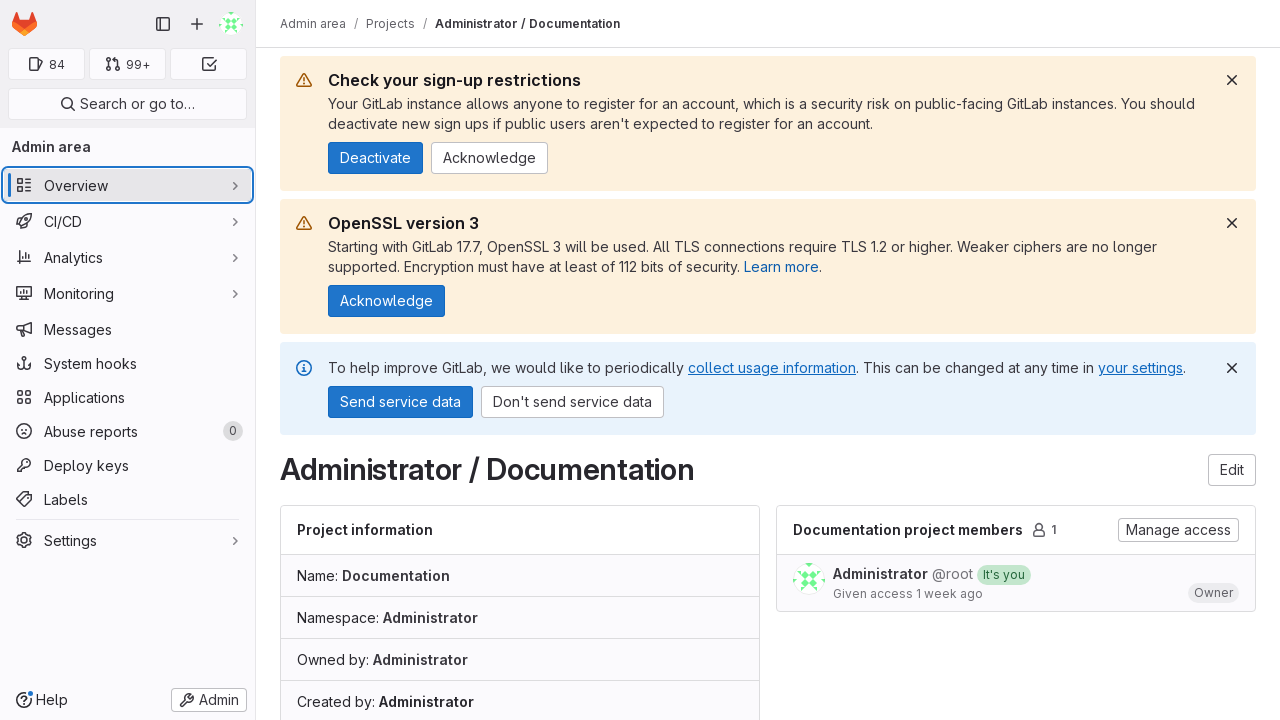 Admin area / Projects / Administrator / Documentation
84
99+
Search or go to…
Admin area
Overview
CI/CD
Analytics
Monitoring
Messages
System hooks
Applications
Abuse reports 0
Deploy keys
Labels
Settings
Help
Admin
Check your sign-up restrictions
Your GitLab instance allows anyone to register for an account, which is a security risk on public-facing GitLab instances. You should
deactivate new sign ups if public users aren't expected to register for an account.
Deactivate
Acknowledge
OpenSSL version 3
Starting with GitLab 17.7, OpenSSL 3 will be used. All TLS connections require TLS 1.2 or higher. Weaker ciphers are no longer
supported. Encryption must have at least of 112 bits of security. Learn more.
Acknowledge
To help improve GitLab, we would like to periodically collect usage information. This can be changed at any time in your settings.
Send service data
Don't send service data
Administrator / Documentation
Edit
Project information
Name: Documentation
Namespace: Administrator
Owned by: Administrator
Created by: Administrator
Documentation project members 1
Manage access
Administrator @root It's you
Given access 1 week ago
Owner